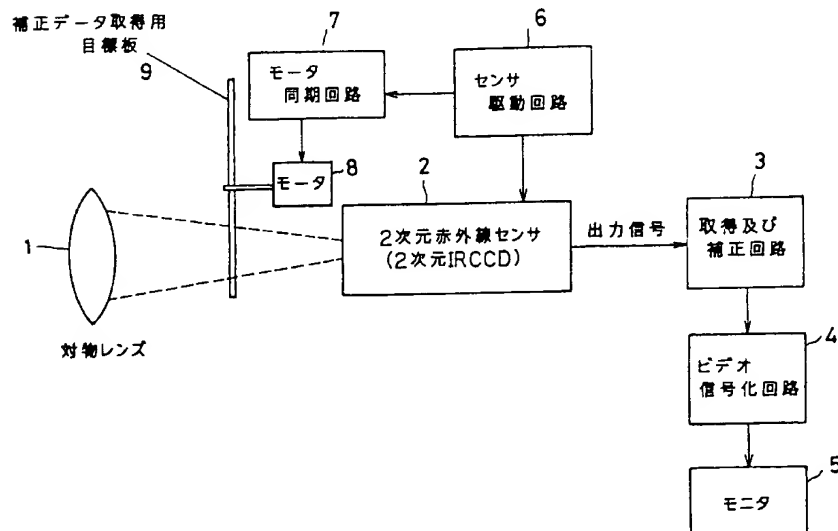 補正データ取得用
目標板
9
7
モータ
同期回路
6
センサ
駆動回路
8
モータ
2
2次元赤外線センサ
(2次元IRCCD)
出力信号
3
取得及び
補正回路
1
対物レンズ
4
ビデオ
信号化回路
5
モニタ